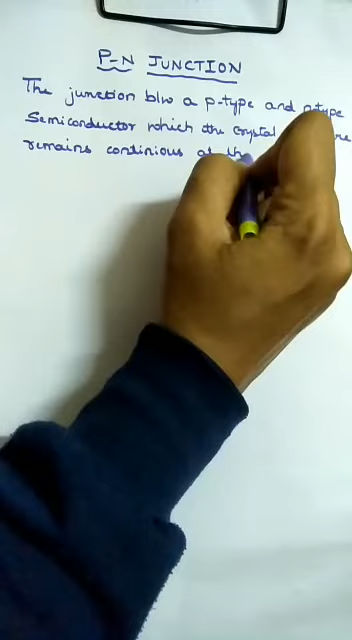 P-N JUNCTION
The junction b/w a p-type and n-type
Semiconductor which the crystal
remains continious at the